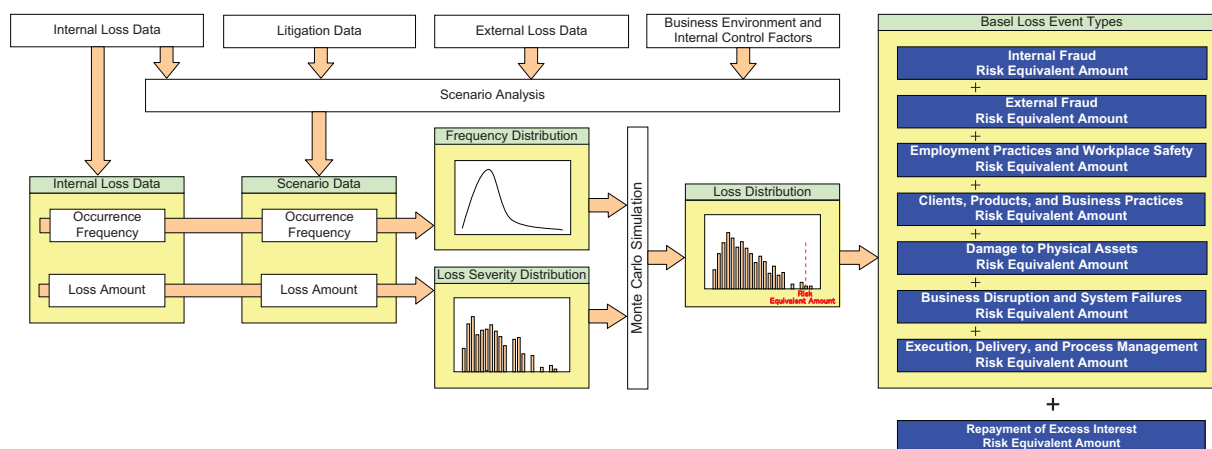 Internal Loss Data
Litigation Data
External Loss Data
Business Environment and
Internal Control Factors
Scenario Analysis
Internal Loss Data
Occurrence
Frequency
Loss Amount
Scenario Data
Occurrence
Frequency
Loss Amount
Frequency Distribution
Loss Severity Distribution
Monte Carlo Simulation
Loss Distribution
Risk
Equivalent Amount
Basel Loss Event Types
Internal Fraud
Risk Equivalent Amount
+
External Fraud
Risk Equivalent Amount
+
Employment Practices and Workplace Safety
Risk Equivalent Amount
+
Clients, Products, and Business Practices
Risk Equivalent Amount
+
Damage to Physical Assets
Risk Equivalent Amount
+
Business Disruption and System Failures
Risk Equivalent Amount
+
Execution, Delivery, and Process Management
Risk Equivalent Amount
+
Repayment of Excess Interest
Risk Equivalent Amount